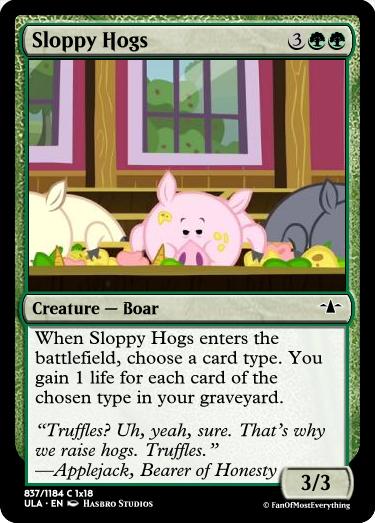 Sloppy Hogs 3
Creature — Boar
When Sloppy Hogs enters the
battlefield, choose a card type. You
gain 1 life for each card of the
chosen type in your graveyard.
“Truffles? Uh, yeah, sure. That’s why
we raise hogs. Truffles.”
—Applejack, Bearer of Honesty
3/3
837/1184 C 1x18
ULA • EN Hasbro Studios
© FanOfMostEverything